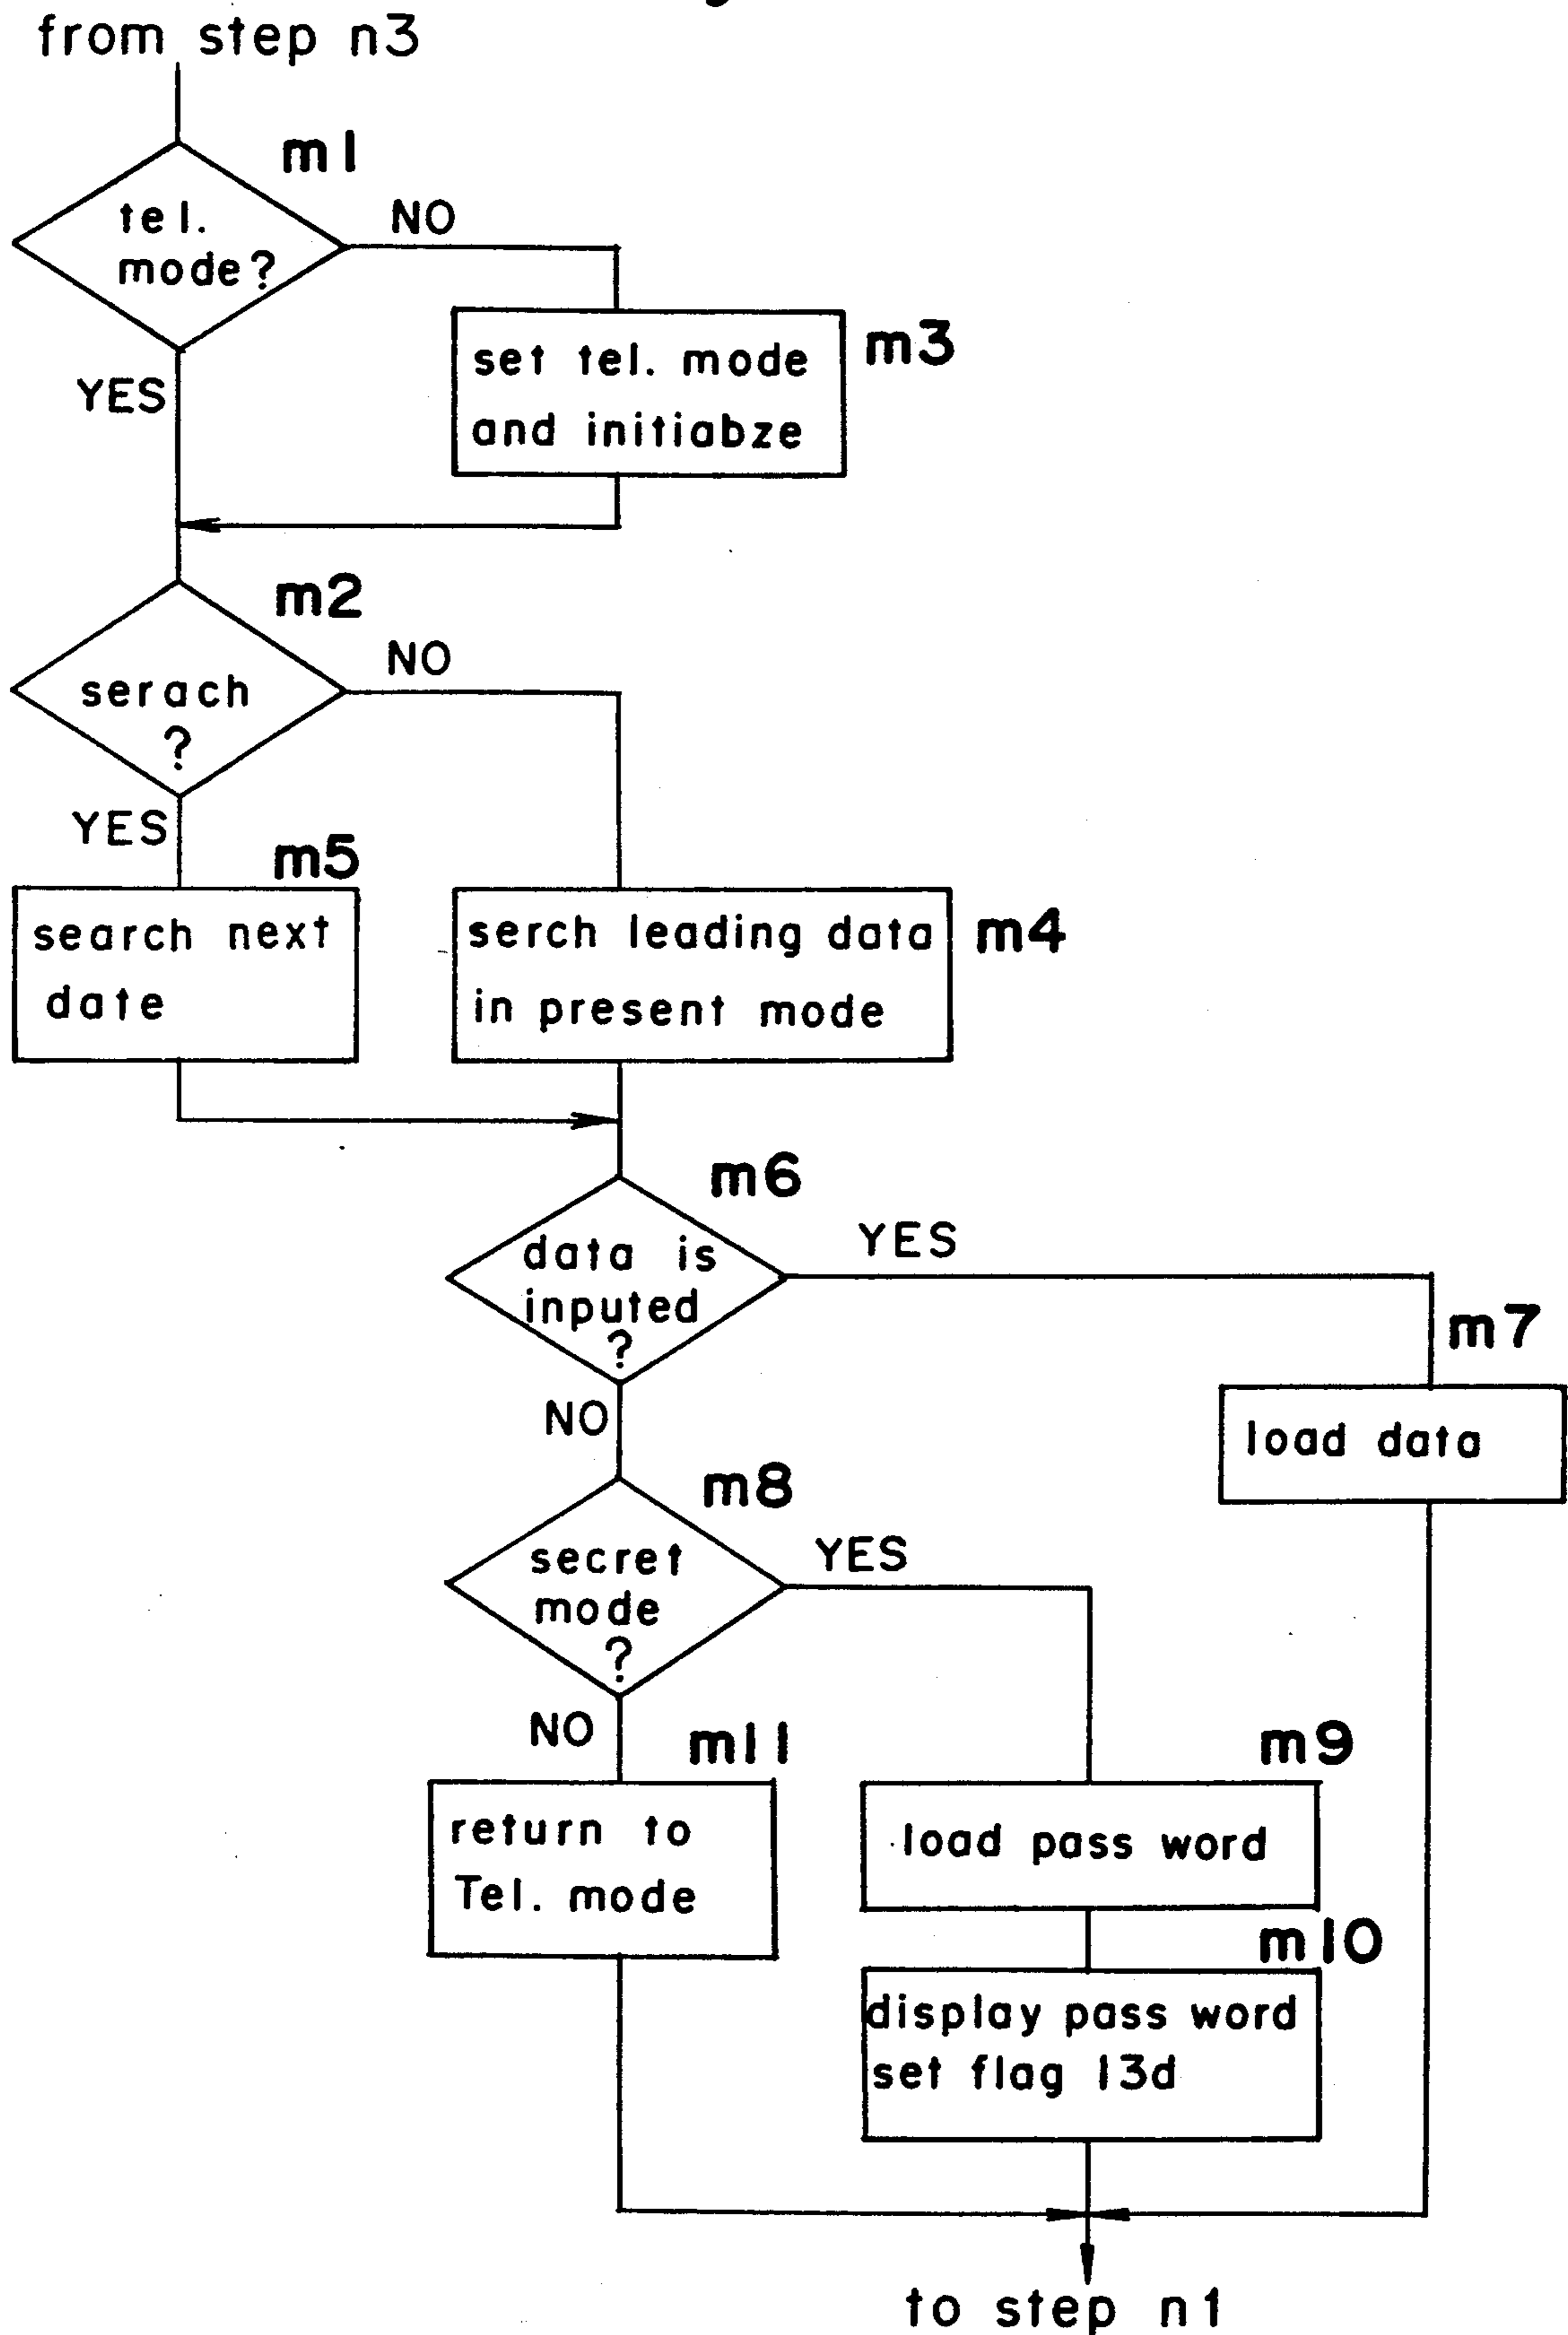 from step n3
m1
tel.
mode?
NO
YES
m3
set tel. mode
and initiabze
m2
serach
?
NO
YES
m5
search next
date
m4
serch leading data
in present mode
m6
data is
inputed
?
YES
NO
m7
load data
m8
secret
mode
?
YES
NO
m11
return to
Tel. mode
m9
load pass word
m10
display pass word
set flag 13d
to step n1